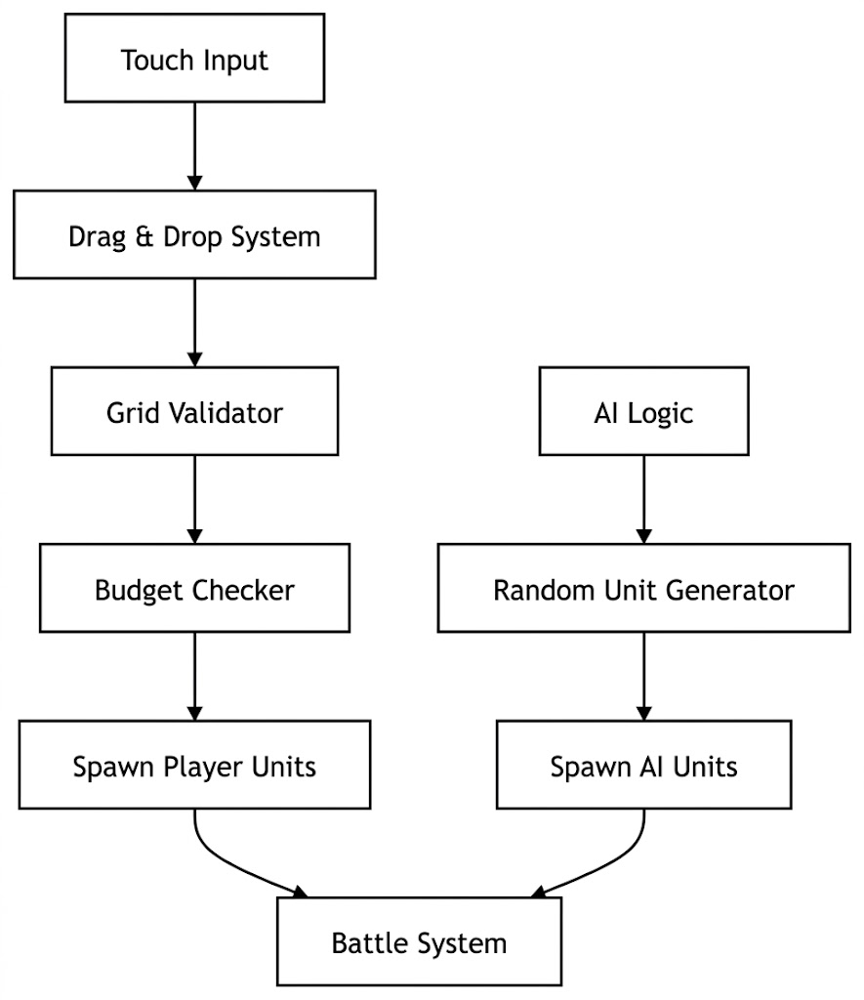 Touch Input
Drag & Drop System
Grid Validator
AI Logic
Budget Checker
Random Unit Generator
Spawn Player Units
Spawn AI Units
Battle System